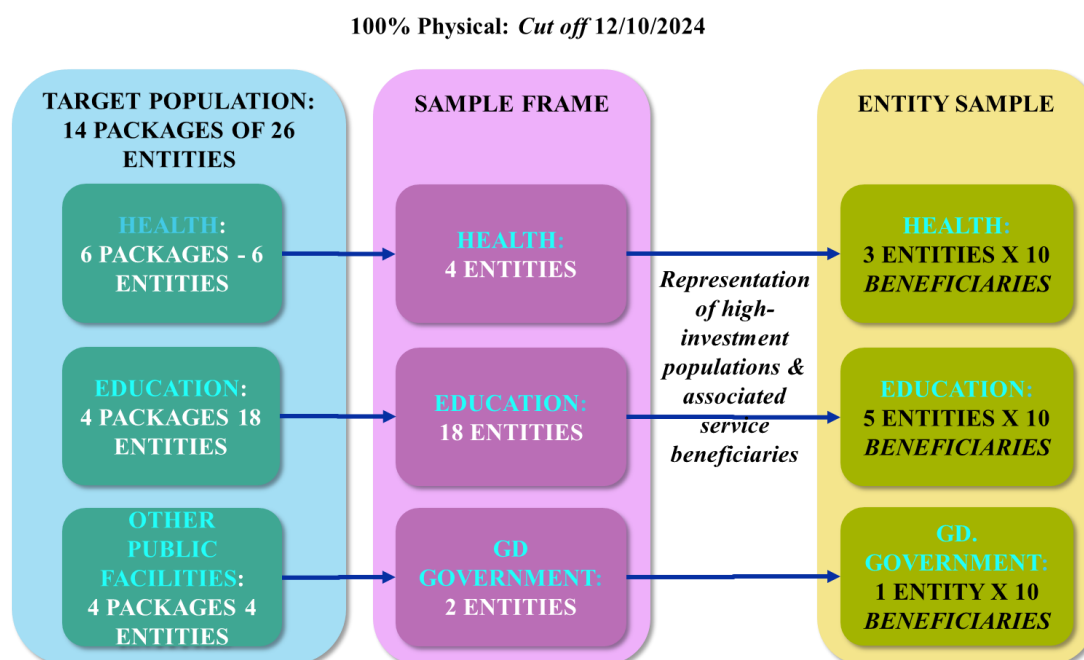 100% Physical: Cut off 12/10/2024
TARGET POPULATION:
14 PACKAGES OF 26
ENTITIES
HEALTH:
6 PACKAGES - 6
ENTITIES
EDUCATION:
4 PACKAGES 18
ENTITIES
OTHER
PUBLIC
FACILITIES:
4 PACKAGES 4
ENTITIES
SAMPLE FRAME
HEALTH:
4 ENTITIES
EDUCATION:
18 ENTITIES
GD
GOVERNMENT:
2 ENTITIES
Representation
of high-
investment
populations &
associated
service
beneficiaries
ENTITY SAMPLE
HEALTH:
3 ENTITIES X 10
BENEFICIARIES
EDUCATION:
5 ENTITIES X 10
BENEFICIARIES
GD.
GOVERNMENT:
1 ENTITY X 10
BENEFICIARIES